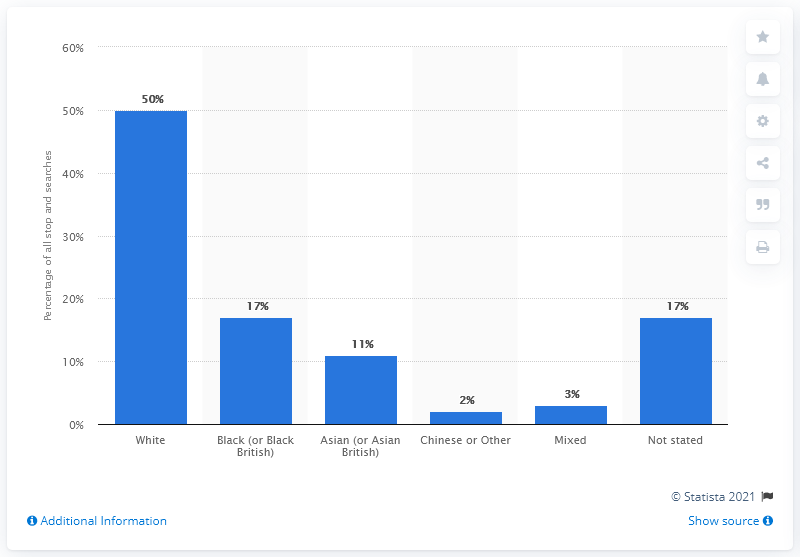 60%
50%
40%
30%
20%
10%
0%
Percentage of all stop and searches
50%
17%
11%
2%
3%
17%
White
Black (or Black
British)
Asian (or Asian
British)
Chinese or Other
Mixed
Not stated
© Statista 2021
Additional Information
Show source